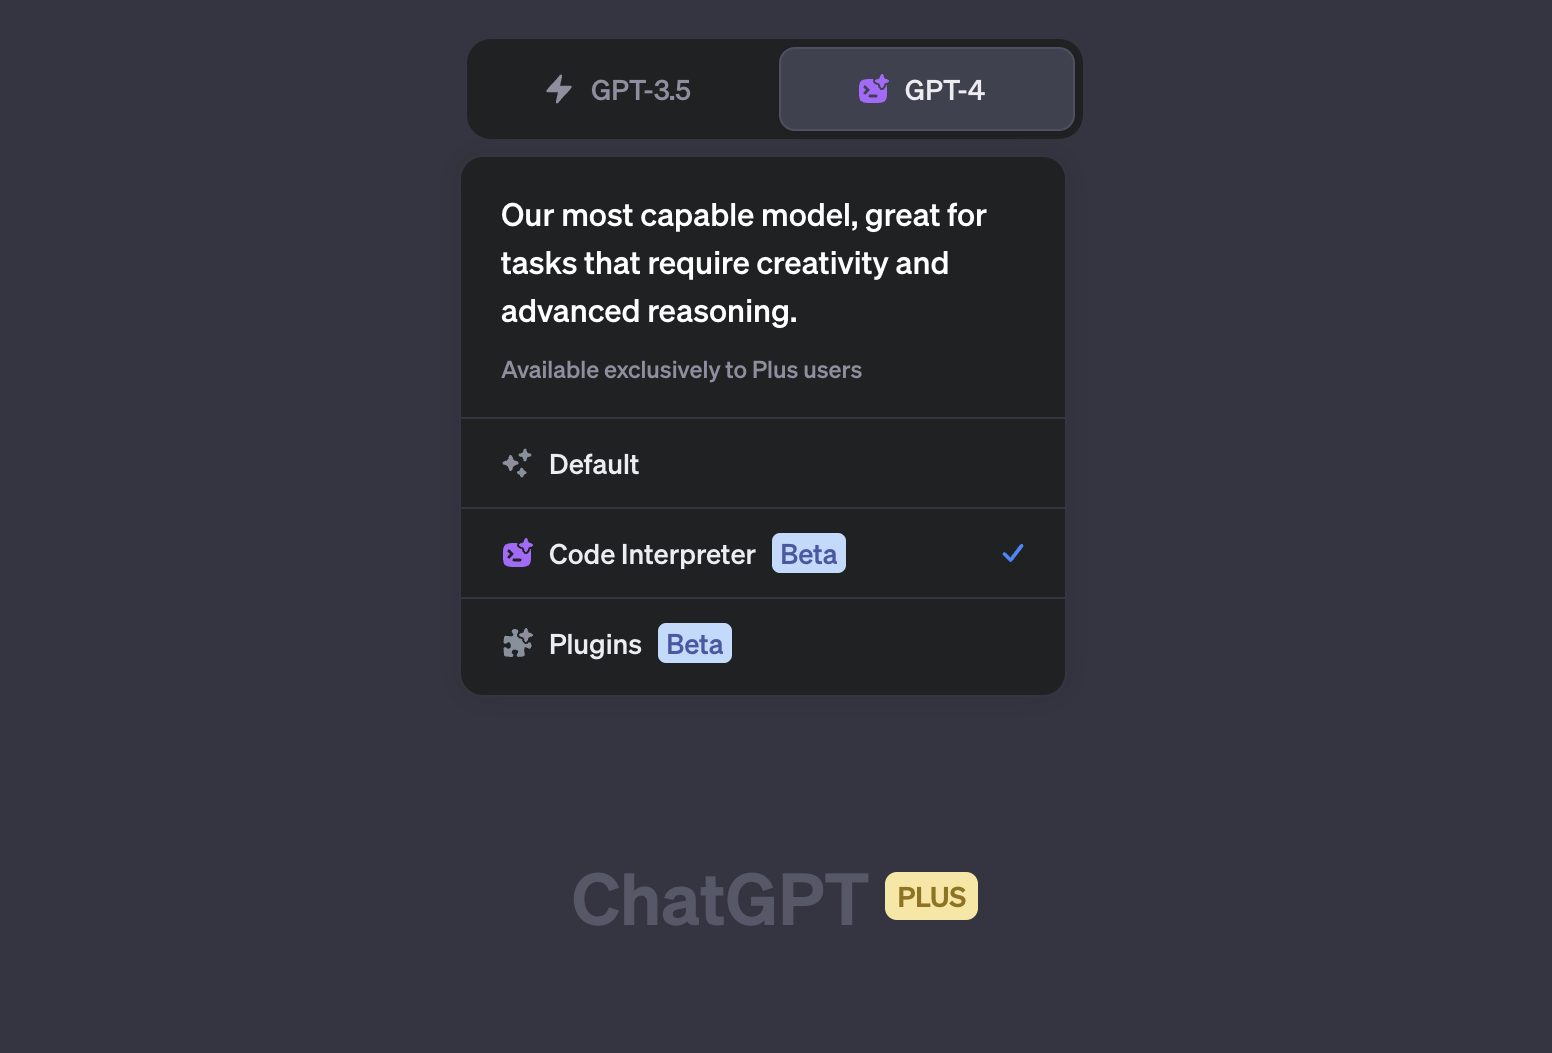 GPT-3.5
GPT-4
Our most capable model, great for
tasks that require creativity and
advanced reasoning.
Available exclusively to Plus users
Default
Code Interpreter Beta
Plugins Beta
ChatGPT PLUS